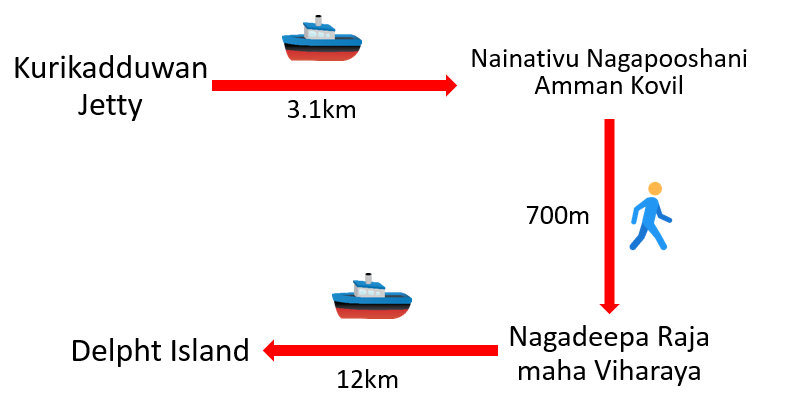 Kurikadduwan
Jetty
3.1km
Nainativu Nagapooshani
Amman Kovil
700m
Nagadeepa Raja
maha Viharaya
12km
Delpht Island